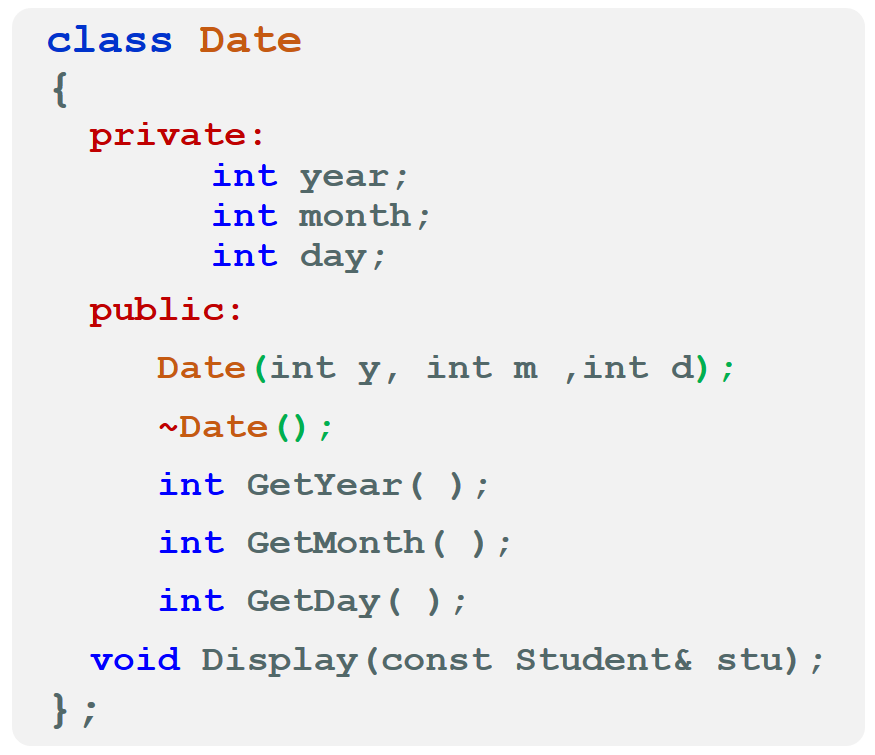 class Date
{
private:
int year;
int month;
int day;
public:
Date(int y, int m ,int d);
~Date();
int GetYear( );
int GetMonth( );
int GetDay( );
void Display(const Student& stu);
};